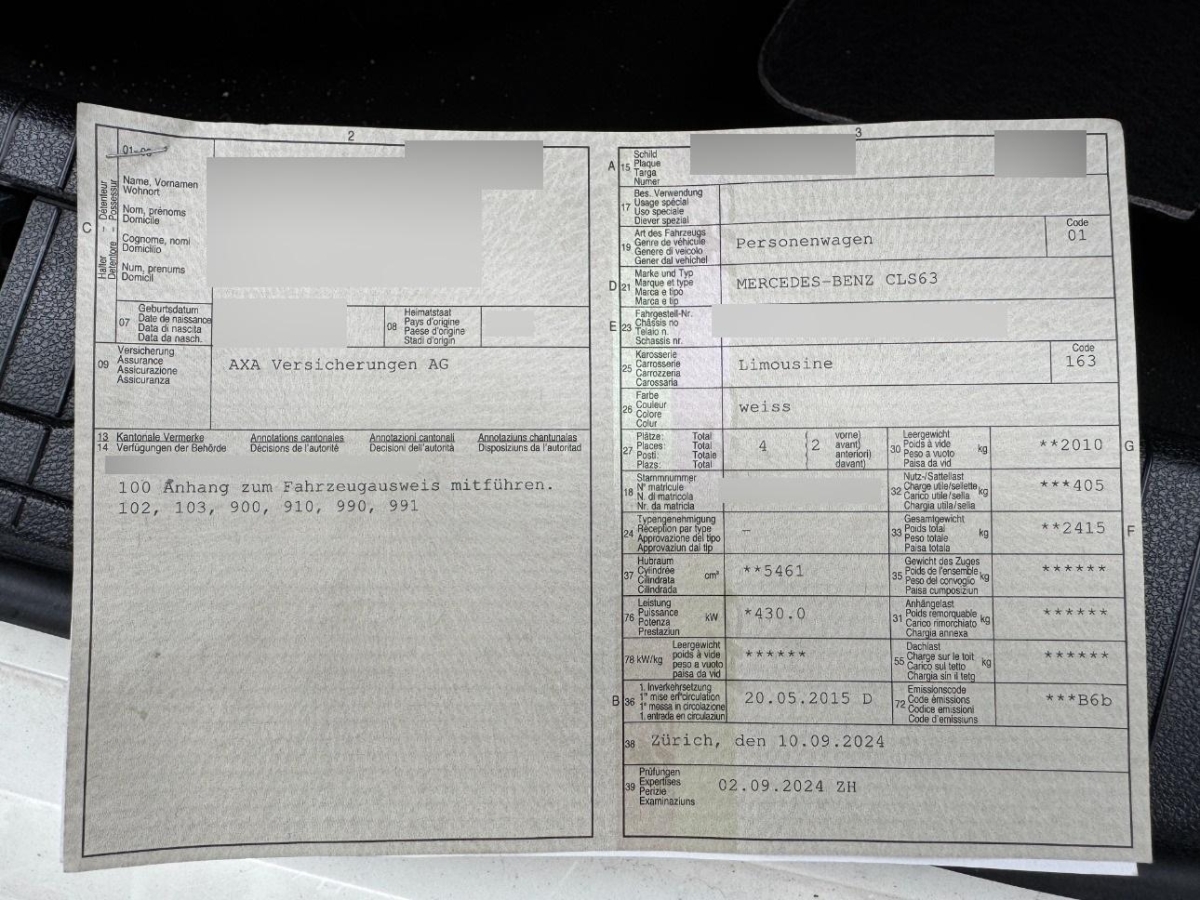 2
01-06
C
Halter - Détenteur
Detentore - Possessur
Name, Vornamen
Wohnort
Nom, prénoms
Domicile
Cognome, nomi
Domicilio
Num, prenums
Domicil
07
Geburtsdatum
Date de naissance
Data di nascita
Data da nasch.
08
Heimatstaat
Pays d'origine
Paese d'origine
Stadi d'origin
09
Versicherung
Assurance
Assicurazione
Assicuranza
AXA Versicherungen AG
13 Kantonale Vermerke Annotations cantonales Annotazioni cantonali Annotaziuns chantunalas
14 Verfügungen der Behörde Décisions de l'autorité Decisioni dell'autorità Disposiziuns da l'autoritad
100 Anhang zum Fahrzeugausweis mitführen.
102, 103, 900, 910, 990, 991
3
A
15
Schild
Plaque
Targa
Numer
17
Bes. Verwendung
Usage spécial
Uso speciale
Diever spezial
19
Art des Fahrzeugs
Genre de véhicule
Genere di veicolo
Gener dal vehichel
Personenwagen
Code
01
D
21
Marke und Typ
Marque et type
Marca e tipo
Marca e tip
MERCEDES-BENZ CLS63
E
23
Fahrgestell-Nr.
Châssis no
Telaio n.
Schassis nr.
25
Karosserie
Carrosserie
Carrozzeria
Carossaria
Limousine
Code
163
26
Farbe
Couleur
Colore
Colur
weiss
27
Plätze: Total
Places: Total
Posti: Totale
Plazs: Total
4
2
vorne)
avant)
anteriori)
davant)
30
Leergewicht
Poids à vide
Peso a vuoto
Paisa da vid
kg
**2010
G
18
Stammnummer
N° matricule
N. di matricola
Nr. da matricla
32
Nutz-/Sattellast
Charge utile/sellette
Carico utile/sella
Chargia utila/sella
kg
***405
24
Typengenehmigung
Réception par type
Approvazione del tipo
Approvaziun dal tip
-
33
Gesamtgewicht
Poids total
Peso totale
Paisa totala
kg
**2415
F
37
Hubraum
Cylindrée
Cilindrata
Cilindrada
cm³
**5461
35
Gewicht des Zuges
Poids de l'ensemble
Peso del convoglio
Paisa cumposiziun
kg
******
76
Leistung
Puissance
Potenza
Prestaziun
kW
*430.0
31
Anhängelast
Poids remorquable
Carico rimorchiato
Chargia annexa
kg
******
78 kW/kg
Leergewicht
poids à vide
peso a vuoto
paisa da vid
******
55
Dachlast
Charge sur le toit
Carico sul tetto
Chargia sin il tetg
kg
******
B
36
1. Inverkehrsetzung
1re mise en circulation
1a messa in circolazione
1. entrada en circulaziun
20.05.2015 D
72
Emissionscode
Code émissions
Codice emissioni
Code d'emissiuns
***B6b
38
Zürich, den 10.09.2024
39
Prüfungen
Expertises
Perizie
Examinaziuns
02.09.2024 ZH